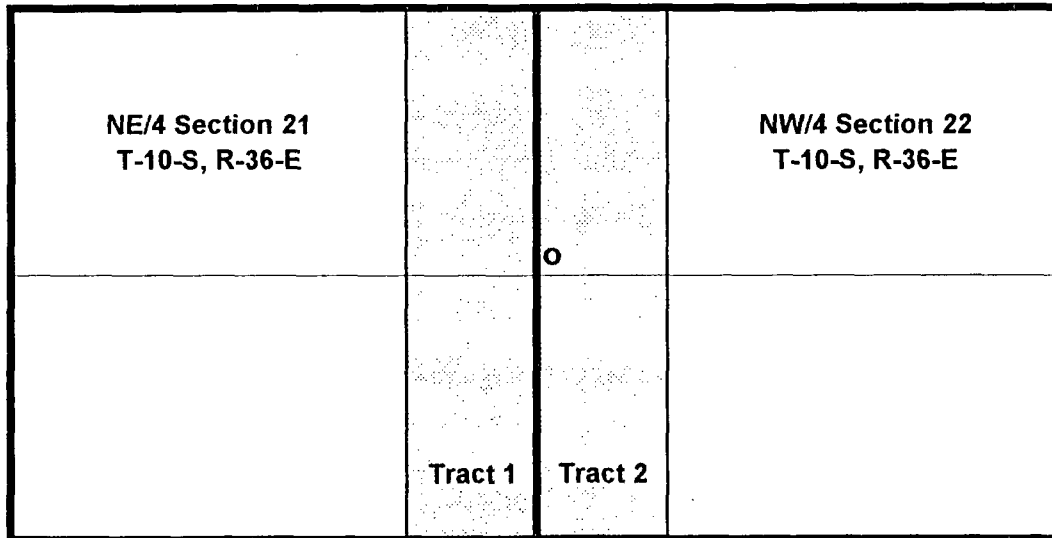 NE/4 Section 21
T-10-S, R-36-E
NW/4 Section 22
T-10-S, R-36-E
O
Tract 1
Tract 2